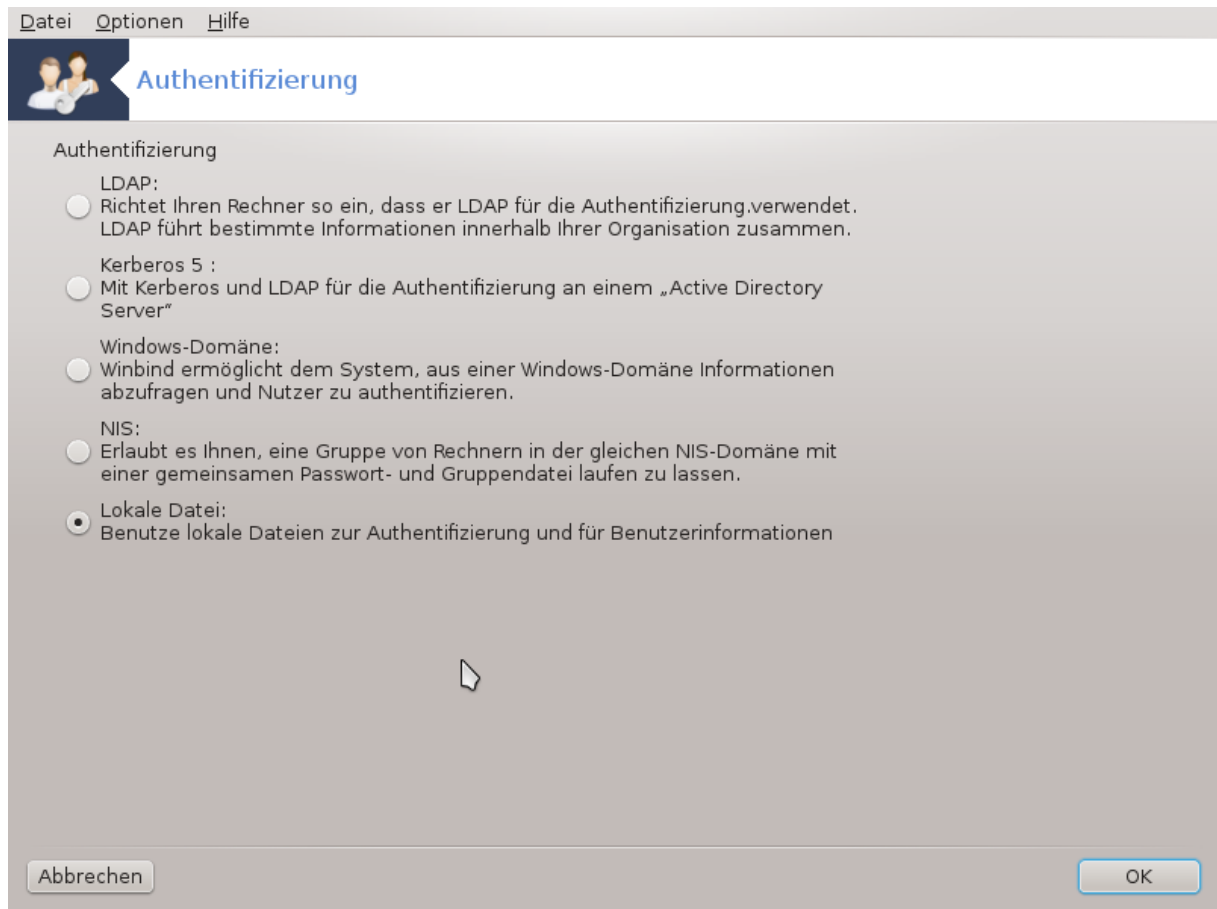 Datei Optionen Hilfe
Authentifizierung
Authentifizierung
LDAP:
Richtet Ihren Rechner so ein, dass er LDAP für die Authentifizierung.verwendet.
LDAP führt bestimmte Informationen innerhalb Ihrer Organisation zusammen.
Kerberos 5 :
Mit Kerberos und LDAP für die Authentifizierung an einem „Active Directory
Server“
Windows-Domäne:
Winbind ermöglicht dem System, aus einer Windows-Domäne Informationen
abzufragen und Nutzer zu authentifizieren.
NIS:
Erlaubt es Ihnen, eine Gruppe von Rechnern in der gleichen NIS-Domäne mit
einer gemeinsamen Passwort- und Gruppendatei laufen zu lassen.
Lokale Datei:
Benutze lokale Dateien zur Authentifizierung und für Benutzerinformationen
Abbrechen
OK